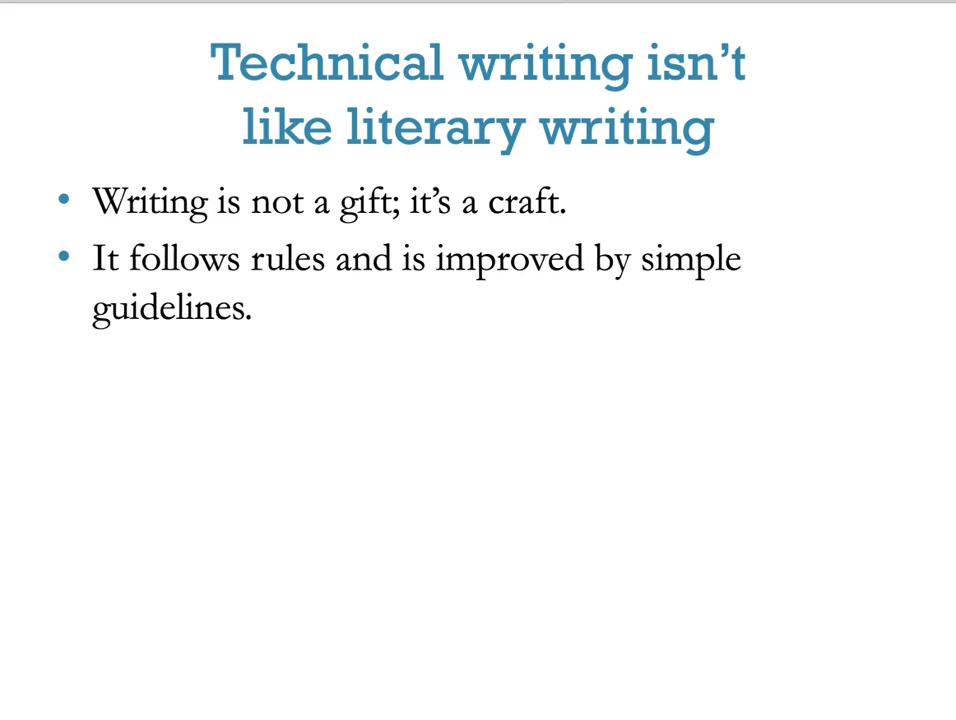 Technical writing isn’t
like literary writing
• Writing is not a gift; it’s a craft.
• It follows rules and is improved by simple
guidelines.